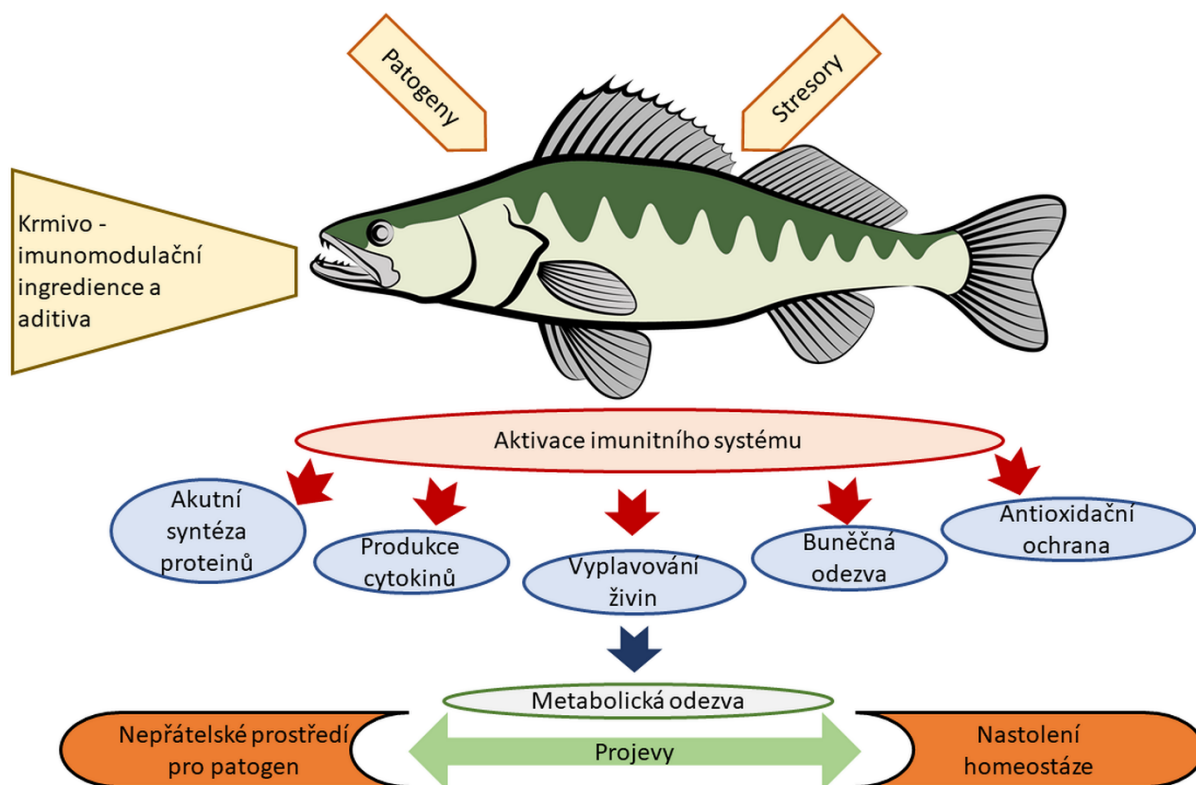 Patogeny
Stresory
Krmivo -
imunomodulační
ingredience a
aditiva
Aktivace imunitního systému
Akutní
syntéza
proteinů
Produkce
cytokinů
Vyplavování
živin
Buněčná
odezva
Antioxidační
ochrana
Metabolická odezva
Nepřátelské prostředí
pro patogen
Projevy
Nastolení
homeostáze